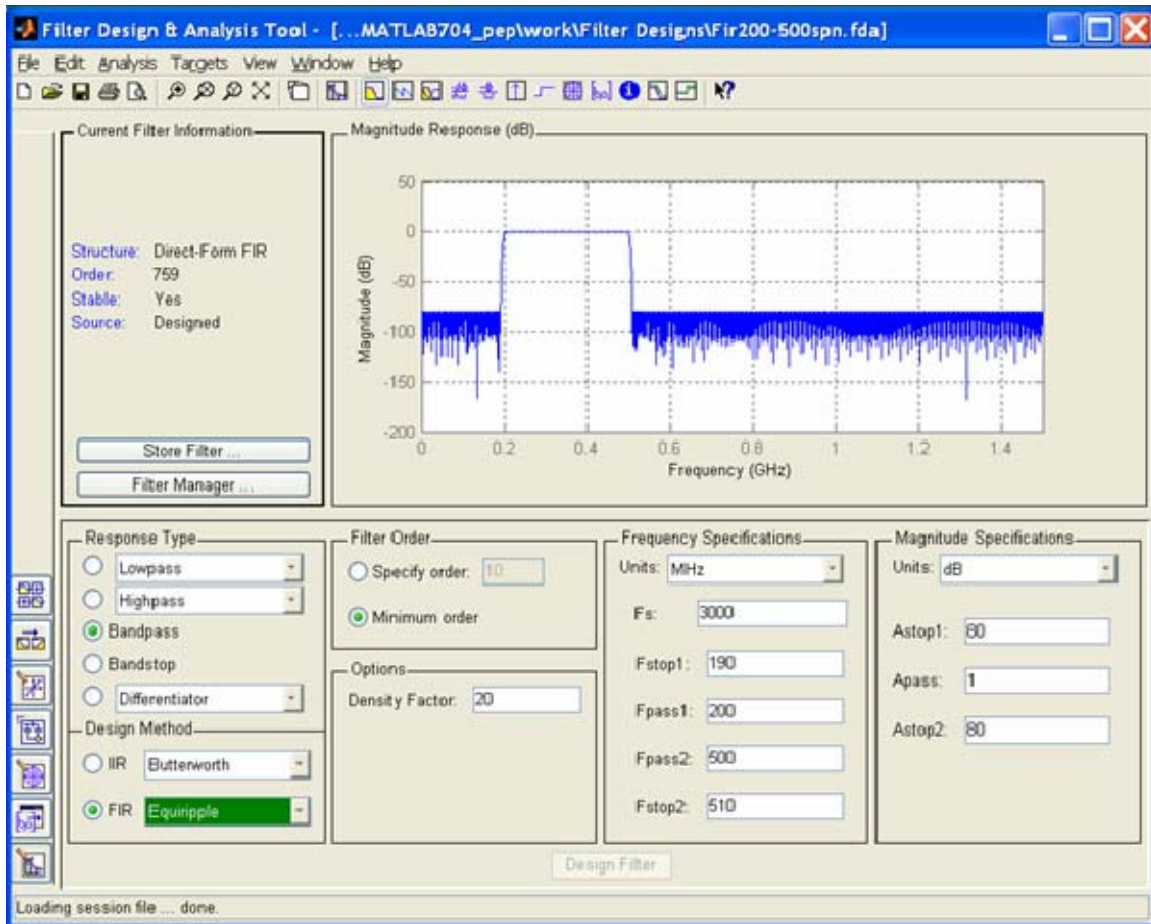 Filter Design & Analysis Tool - [...MATLAB704_pep\work\Filter Designs\Fir200-500spn.fda]
File Edit Analysis Targets View Window Help
Current Filter Information
Structure: Direct-Form FIR
Order: 759
Stable: Yes
Source: Designed
Store Filter ...
Filter Manager ...
Magnitude Response (dB)
50
0
-50
-100
-150
-200
Magnitude (dB)
0 0.2 0.4 0.6 0.8 1 1.2 1.4
Frequency (GHz)
Response Type
Lowpass
Highpass
Bandpass
Bandstop
Differentiator
Design Method
IIR Butterworth
FIR Equiripple
Filter Order
Specify order: 10
Minimum order
Options
Density Factor: 20
Frequency Specifications
Units: MHz
Fs: 3000
Fstop1: 190
Fpass1: 200
Fpass2: 500
Fstop2: 510
Magnitude Specifications
Units: dB
Astop1: 80
Apass: 1
Astop2: 80
Design Filter
Loading session file ... done.